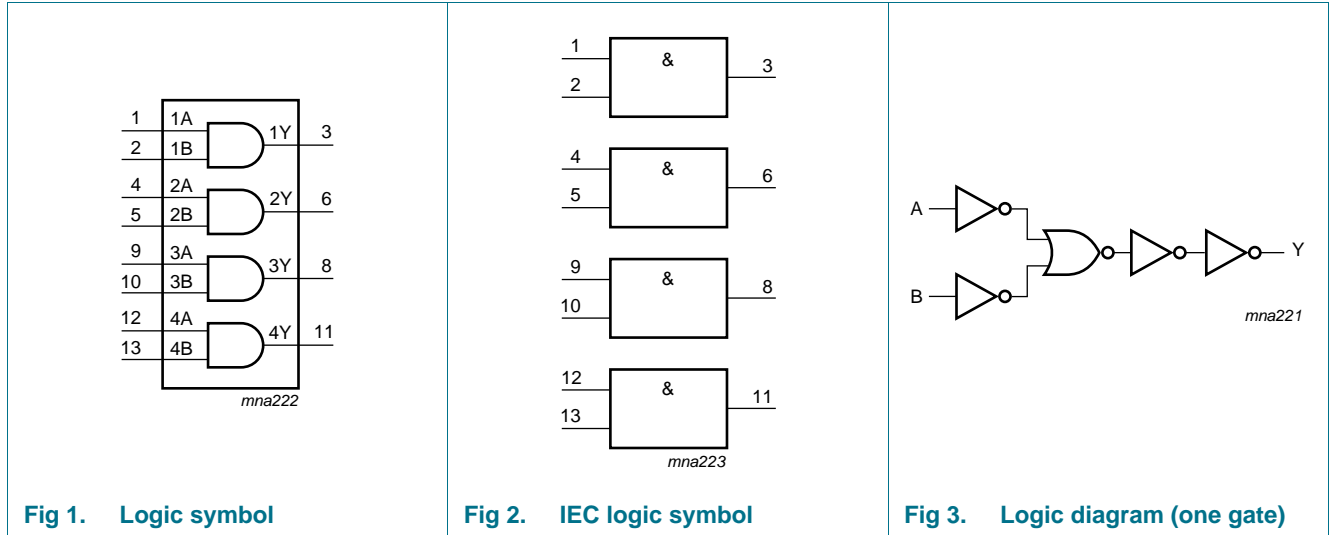 1 1A 1Y 3
2 1B
4 2A 2Y 6
5 2B
9 3A 3Y 8
10 3B
12 4A 4Y 11
13 4B
mna222
Fig 1. Logic symbol
1 & 3
2
4 & 6
5
9 & 8
10
12 & 11
13
mna223
Fig 2. IEC logic symbol
A
Y
B
mna221
Fig 3. Logic diagram (one gate)